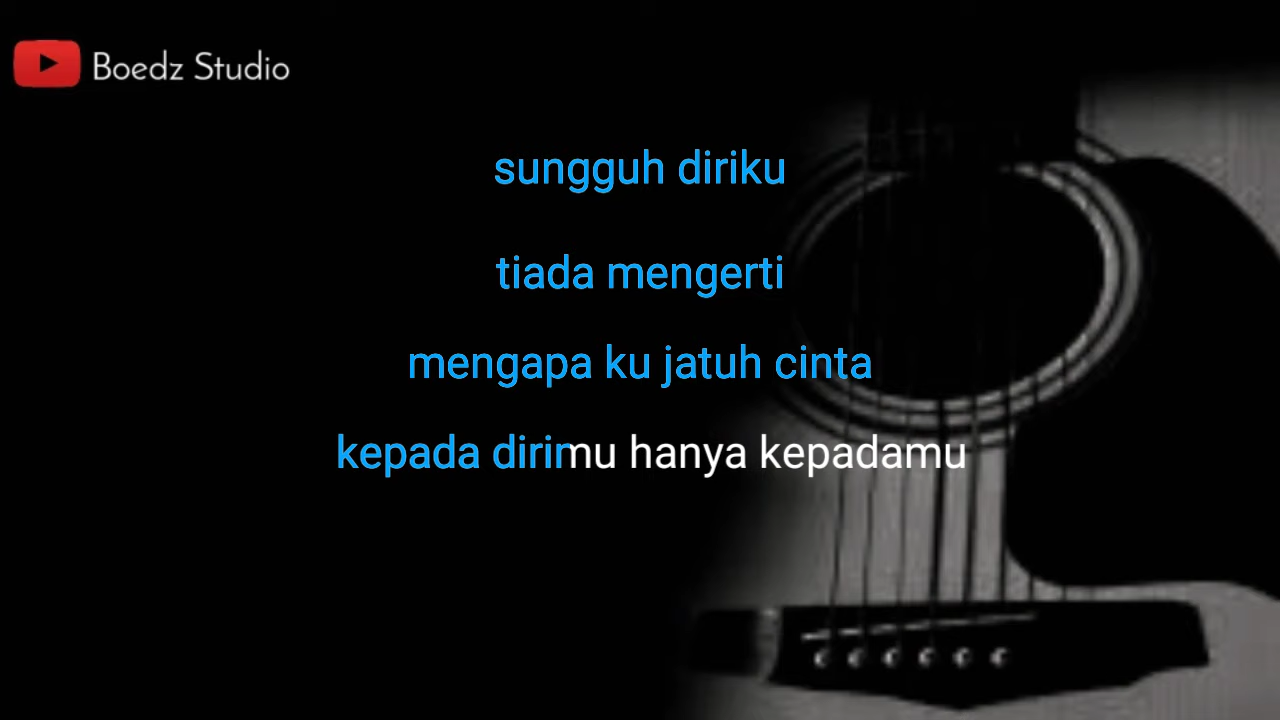 Boedz Studio
sungguh diriku
tiada mengerti
mengapa ku jatuh cinta
kepada dirimu hanya kepadamu